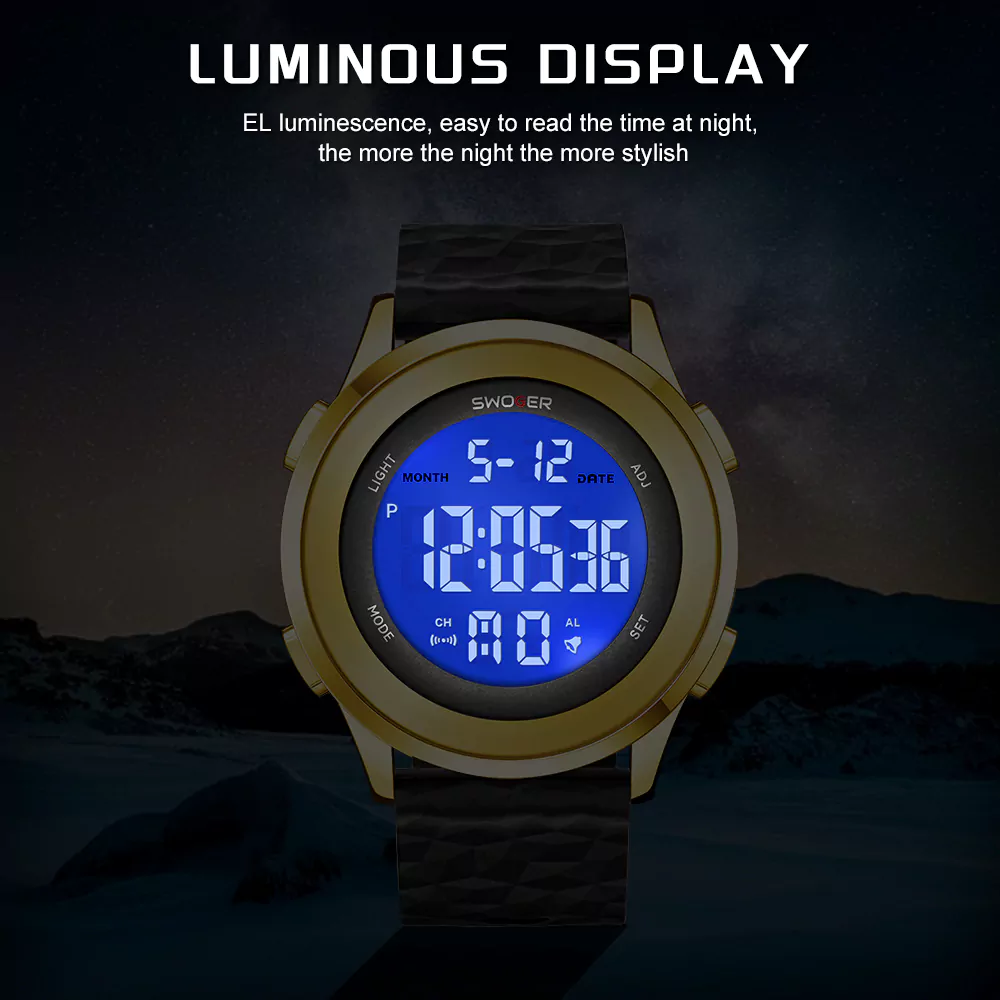 LUMINOUS DISPLAY
EL luminescence, easy to read the time at night,
the more the night the more stylish
SWOSER
LIGHT
ADJ
MONTH 5-12 DATE
P
12:05 36
MODE
SET
CH AL
A0